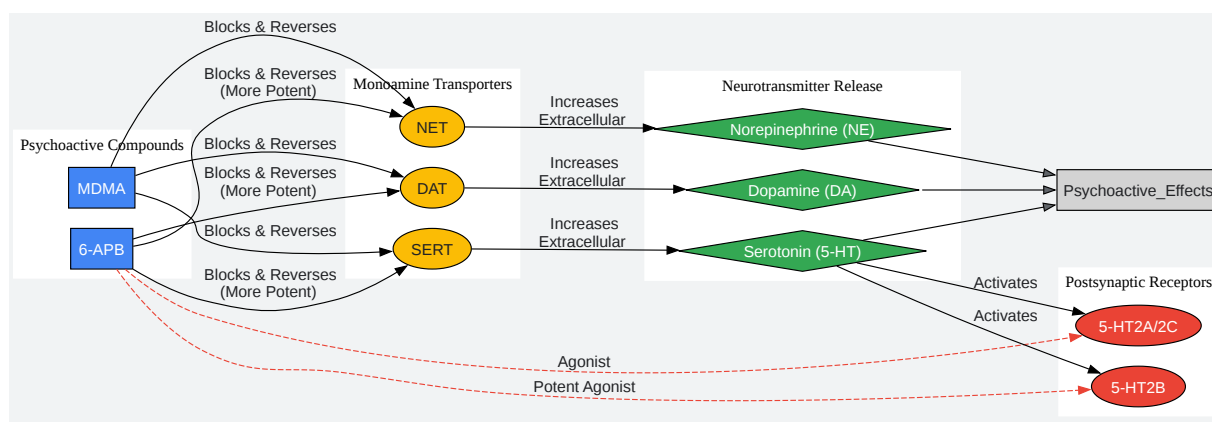 Blocks & Reverses
Blocks & Reverses
(More Potent)
Monoamine Transporters
Increases
Extracellular
Neurotransmitter Release
NET
Norepinephrine (NE)
Psychoactive Compounds
Blocks & Reverses
MDMA
Blocks & Reverses
(More Potent)
DAT
Increases
Extracellular
Dopamine (DA)
Psychoactive_Effects
6-APB
Blocks & Reverses
SERT
Increases
Extracellular
Serotonin (5-HT)
Blocks & Reverses
(More Potent)
Activates
Activates
Postsynaptic Receptors
5-HT2A/2C
Agonist
Potent Agonist
5-HT2B